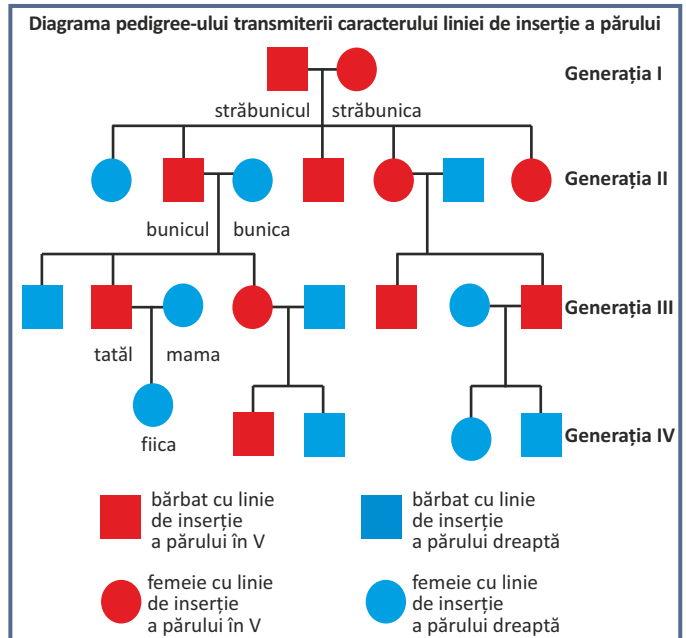 Diagrama pedigree-ului transmiterii caracterului liniei de inserție a părului
Generația I
străbunicul străbunica
Generația II
bunicul bunica
Generația III
tatăl mama
fiica
Generația IV
bărbat cu linie
de inserție
a părului în V
bărbat cu linie
de inserție
a părului dreaptă
femeie cu linie
de inserție
a părului în V
femeie cu linie
de inserție
a părului dreaptă